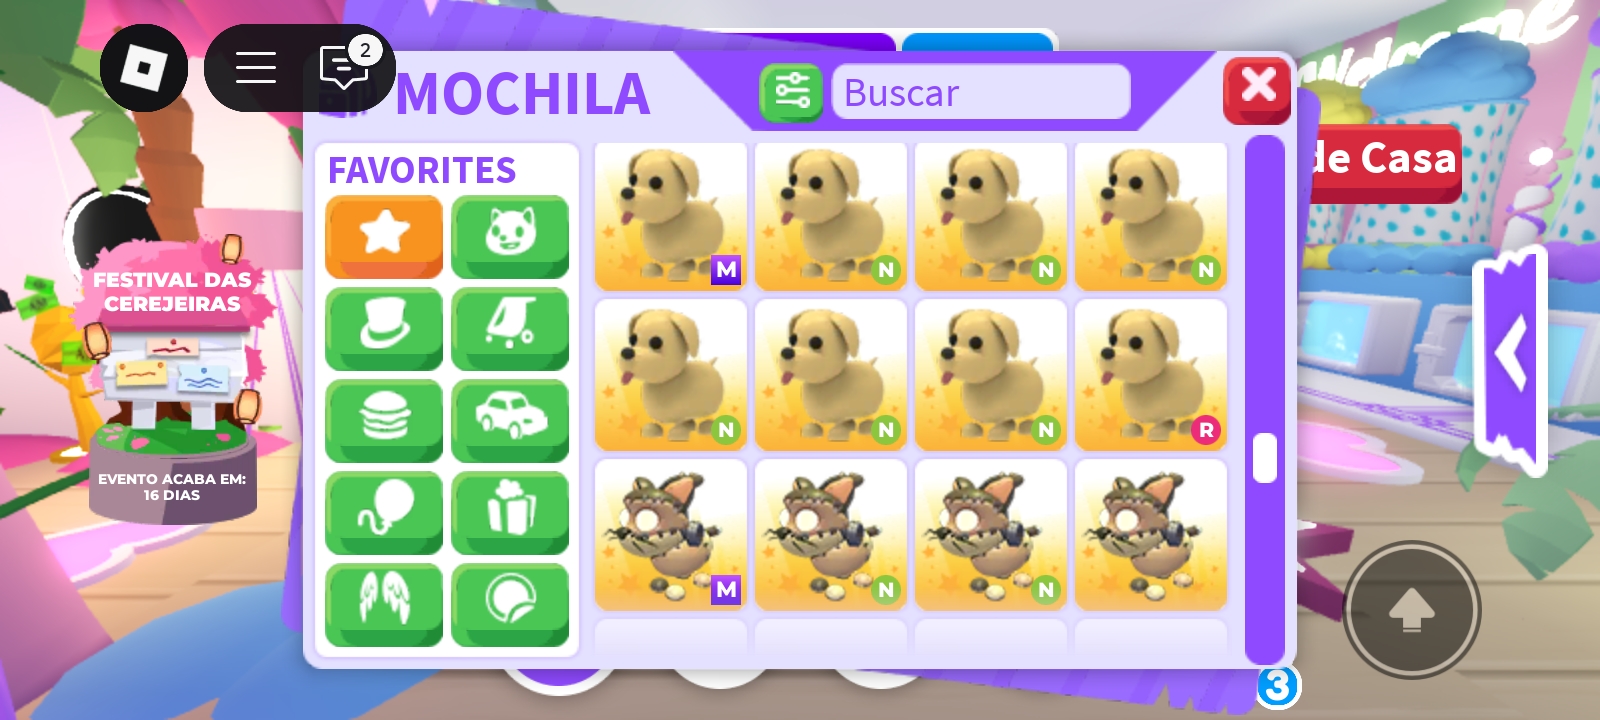 2
MOCHILA
Buscar
FAVORITES
de Casa
FESTIVAL DAS
CEREJEIRAS
EVENTO ACABA EM:
16 DIAS
M
N
N
N
N
N
N
R
M
N
N
3